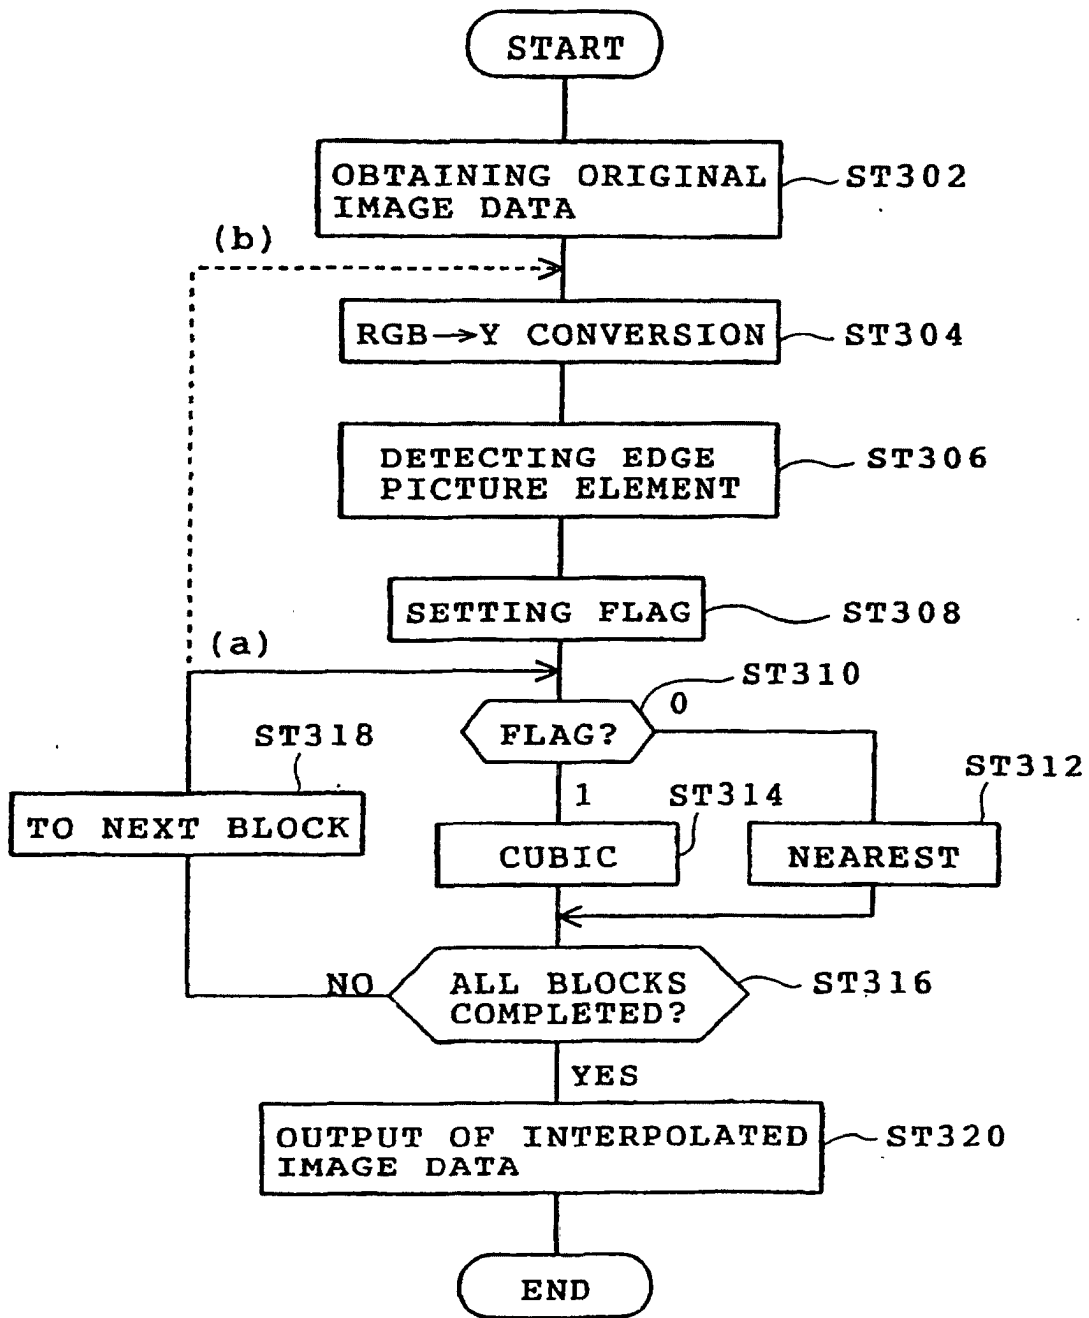 START
OBTAINING ORIGINAL
IMAGE DATA
ST302
(b)
RGB→Y CONVERSION
ST304
DETECTING EDGE
PICTURE ELEMENT
ST306
SETTING FLAG
ST308
(a)
ST310
FLAG?
0
ST318
ST312
1
ST314
TO NEXT BLOCK
CUBIC
NEAREST
NO
ALL BLOCKS
COMPLETED?
ST316
YES
OUTPUT OF INTERPOLATED
IMAGE DATA
ST320
END